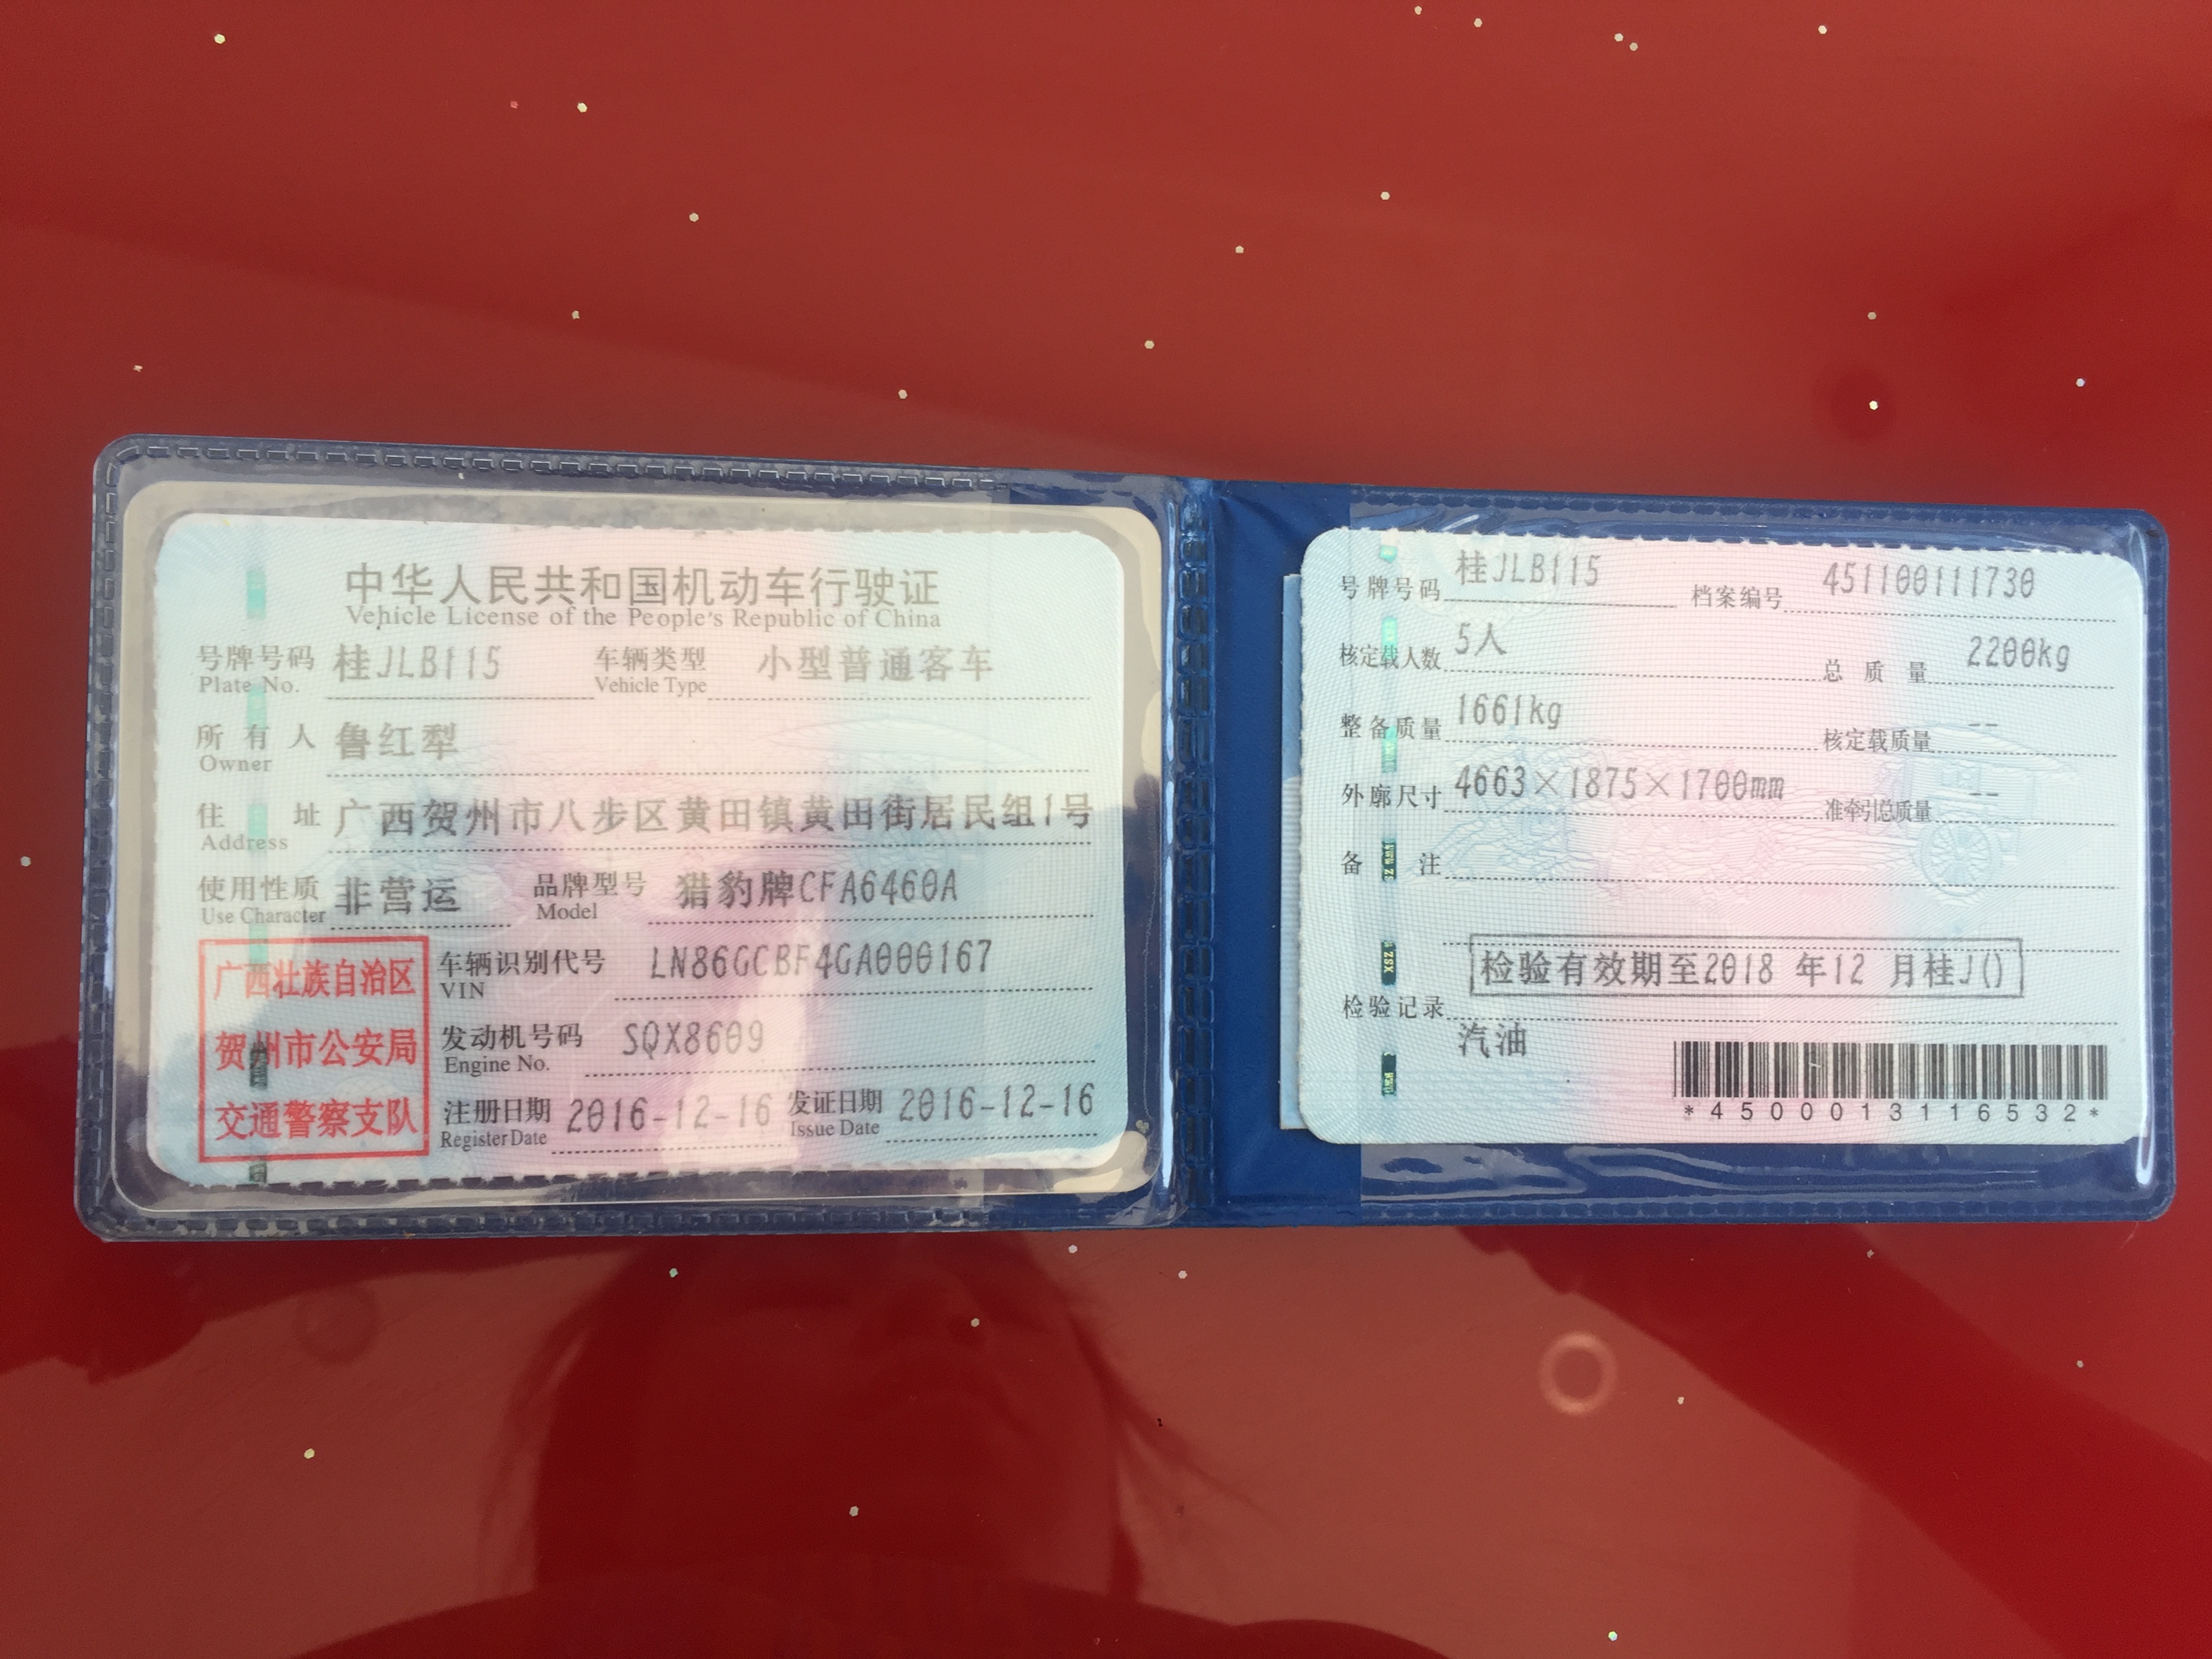 中华人民共和国机动车行驶证
Vehicle License of the People's Republic of China
号牌号码 桂JLB115 车辆类型 小型普通客车
Plate No. Vehicle Type
所有人 鲁红犁
Owner
住址 广西贺州市八步区黄田镇黄田街居民组1号
Address
使用性质 非营运 品牌型号 猎豹牌CFA6460A
Use Character Model
广西壮族自治区
贺州市公安局
交通警察支队
车辆识别代号 LN86GCBF4GA000167
VIN
发动机号码 SQX8609
Engine No.
注册日期 2016-12-16 发证日期 2016-12-16
Register Date Issue Date
号牌号码 桂JLB115 档案编号 451100111730
核定载人数 5人 总质量 2200kg
整备质量 1661kg 核定载质量 --
外廓尺寸 4663×1875×1700mm 准牵引总质量 --
备注
检验有效期至2018 年12 月桂J()
检验记录
汽油
*4500013116532*